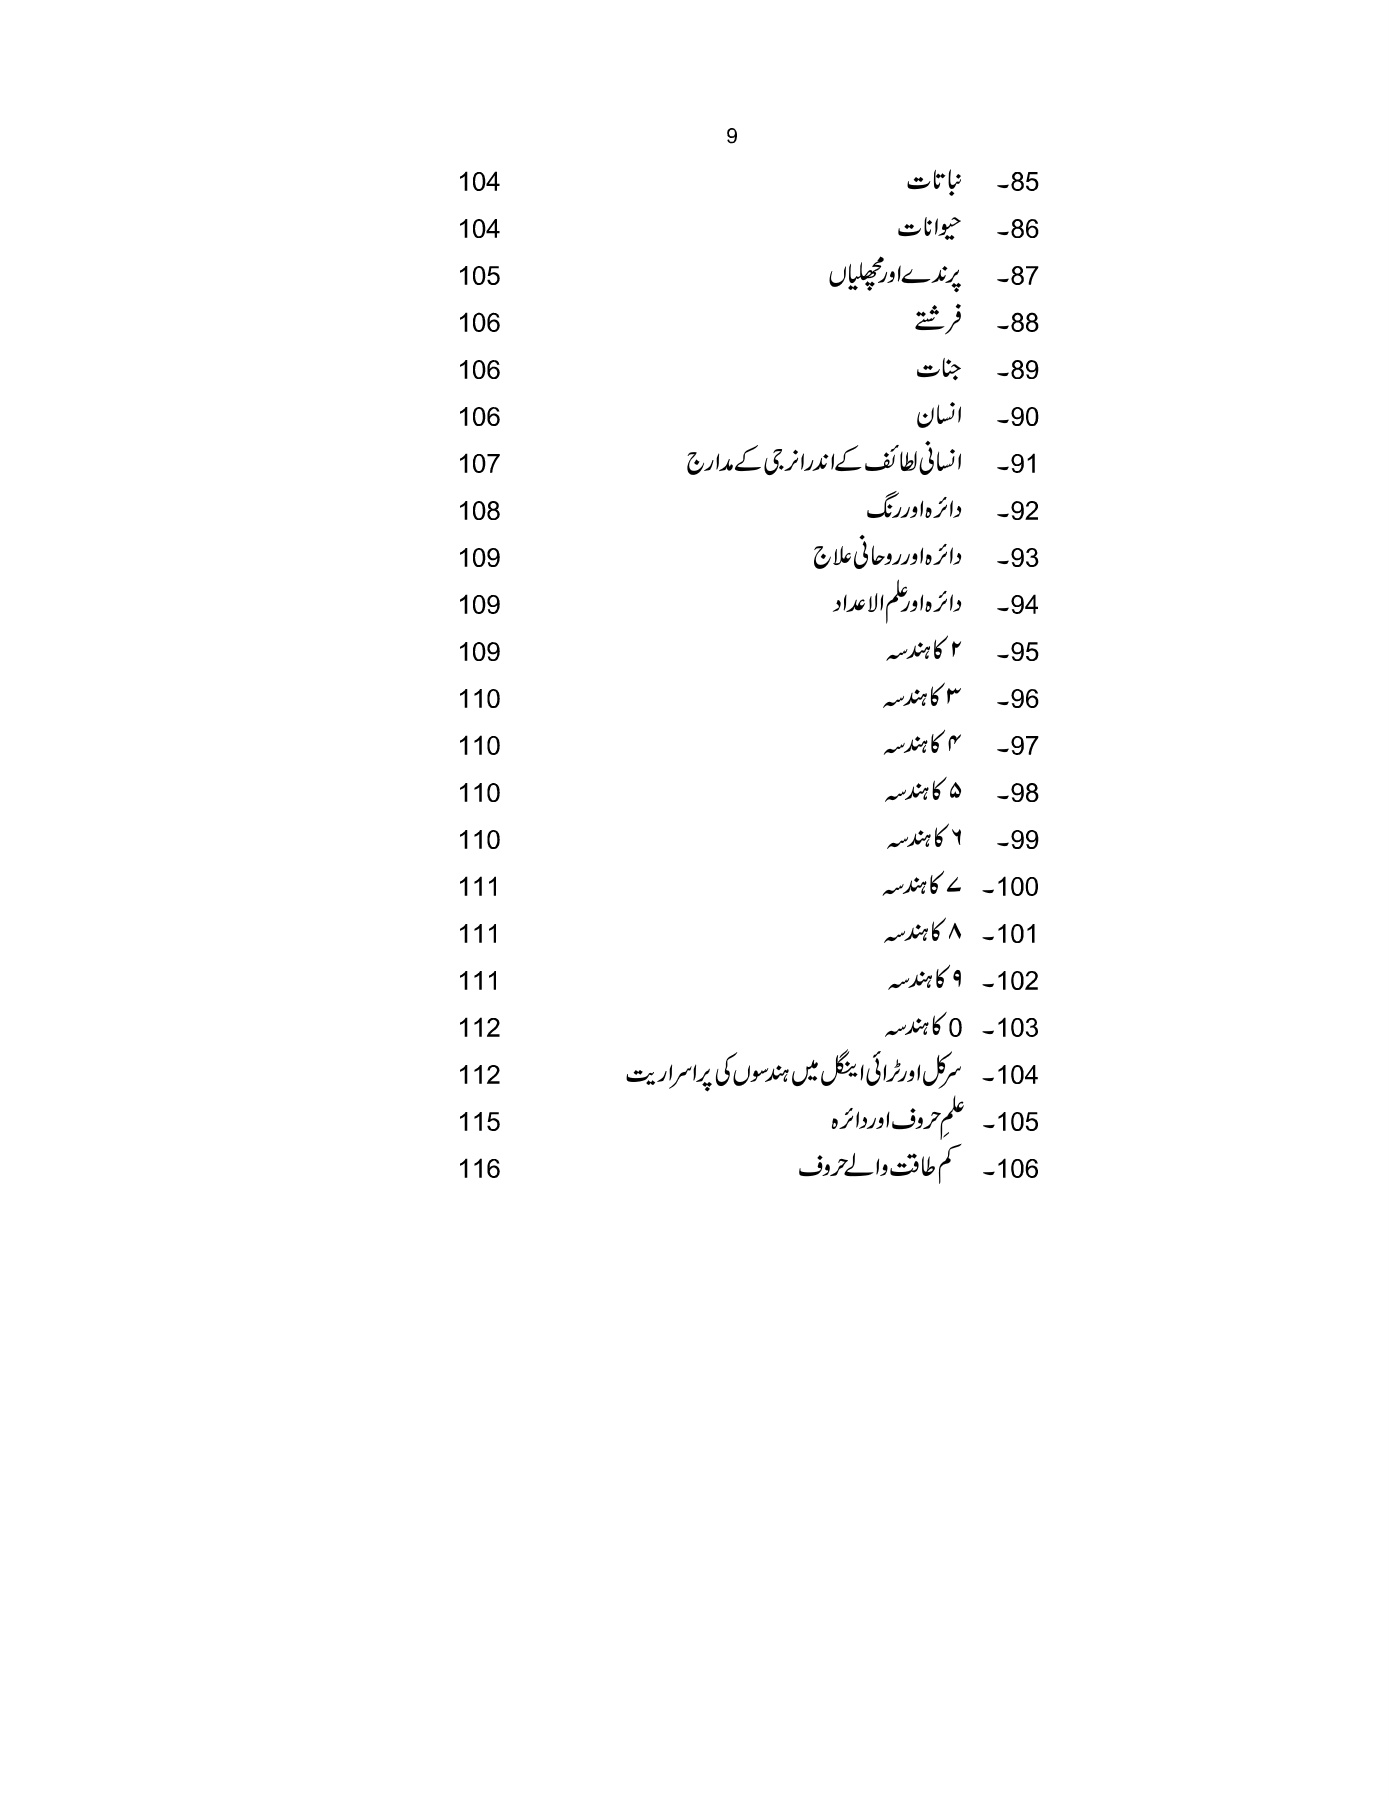 9
85۔ نباتات 104
86۔ حیوانات 104
87۔ پرندے اور مچھلیاں 105
88۔ فرشتے 106
89۔ جنات 106
90۔ انسان 106
91۔ انسانی لطائف کے اندر انرجی کے مدارج 107
92۔ دائرہ اور رنگ 108
93۔ دائرہ اور روحانی علاج 109
94۔ دائرہ اور علم الاعداد 109
95۔ ۲ کا ہندسہ 109
96۔ ۳ کا ہندسہ 110
97۔ ۴ کا ہندسہ 110
98۔ ۵ کا ہندسہ 110
99۔ ۶ کا ہندسہ 110
100۔ ۷ کا ہندسہ 111
101۔ ۸ کا ہندسہ 111
102۔ ۹ کا ہندسہ 111
103۔ 0 کا ہندسہ 112
104۔ سرکل اور ٹرائی اینگل میں ہندسوں کی پراسراریت 112
105۔ علمِ حروف اور دائرہ 115
106۔ کم طاقت والے حروف 116